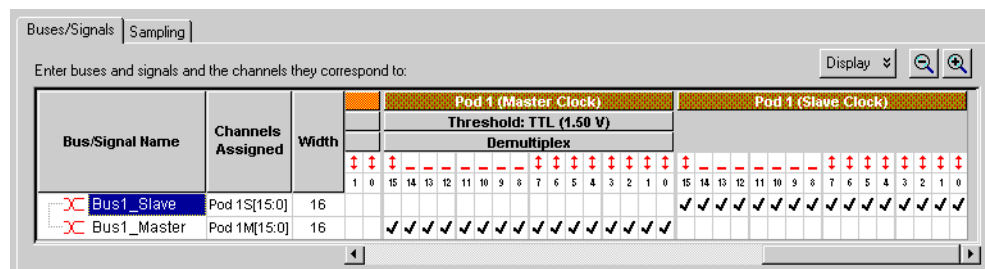 Buses/Signals Sampling
Enter buses and signals and the channels they correspond to:
Display
Bus/Signal Name Channels Assigned Width Pod 1 (Master Clock) Pod 1 (Slave Clock)
Threshold: TTL (1.50 V)
Demultiplex
1 0 15 14 13 12 11 10 9 8 7 6 5 4 3 2 1 0 15 14 13 12 11 10 9 8 7 6 5 4 3 2 1 0
Bus1_Slave Pod 1S[15:0] 16
Bus1_Master Pod 1M[15:0] 16